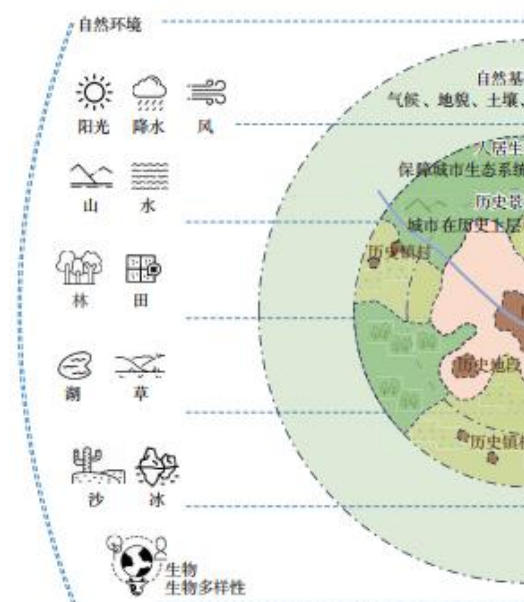 自然环境
阳光 降水 风
山 水
林 田
湖 草
沙 冰
生物
生物多样性
自然基
气候、地貌、土壤、
人居生
保障城市生态系统
历史景
城市在历史上层
历史镇村
历史地段
历史镇村